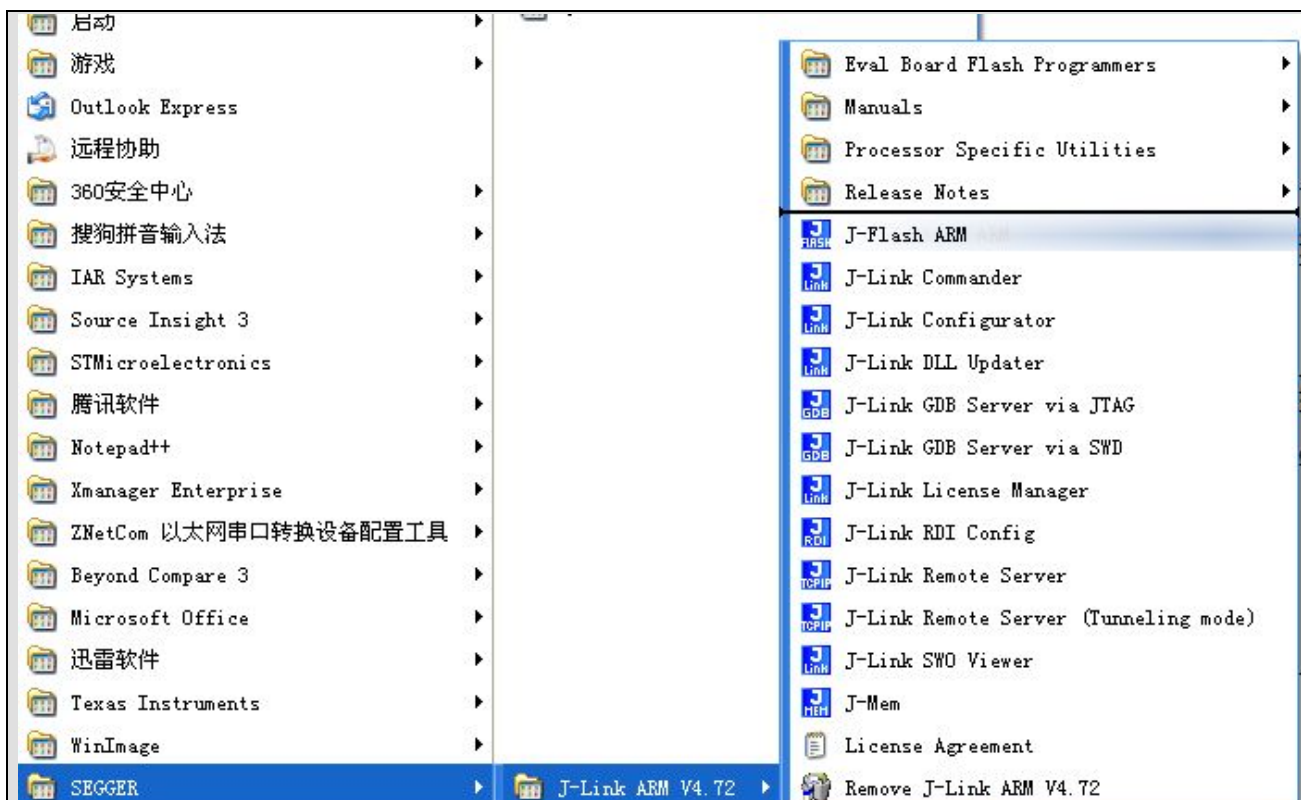 启动
游戏
Outlook Express
远程协助
360安全中心
搜狗拼音输入法
IAR Systems
Source Insight 3
STMicroelectronics
腾讯软件
Notepad++
Xmanager Enterprise
ZNetCom 以太网串口转换设备配置工具
Beyond Compare 3
Microsoft Office
迅雷软件
Texas Instruments
WinImage
SEGGER
J-Link ARM V4.72
Eval Board Flash Programmers
Manuals
Processor Specific Utilities
Release Notes
J-Flash ARM
J-Link Commander
J-Link Configurator
J-Link DLL Updater
J-Link GDB Server via JTAG
J-Link GDB Server via SWD
J-Link License Manager
J-Link RDI Config
J-Link Remote Server
J-Link Remote Server (Tunneling mode)
J-Link SWO Viewer
J-Mem
License Agreement
Remove J-Link ARM V4.72